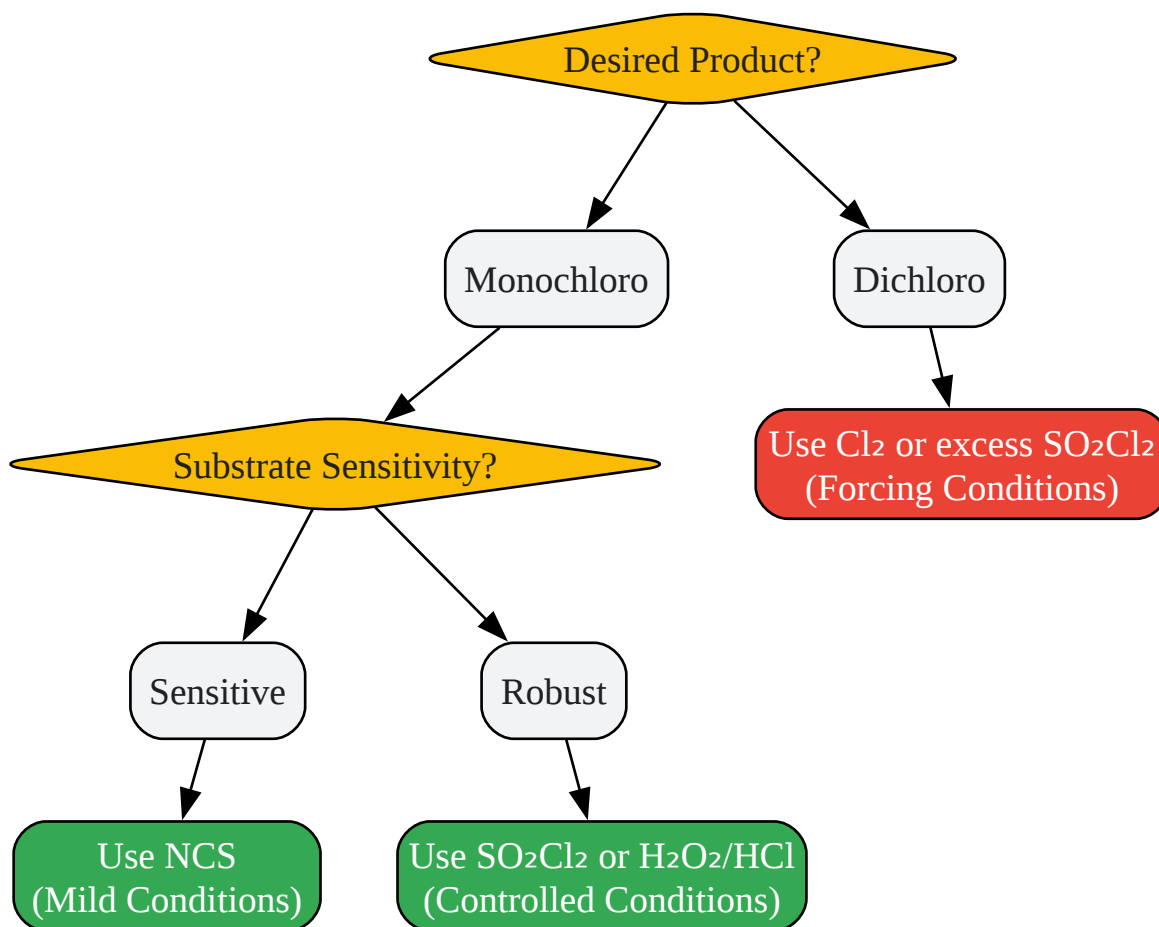 Desired Product?
Monochloro
Dichloro
Substrate Sensitivity?
Use Cl₂ or excess SO₂Cl₂
(Forcing Conditions)
Sensitive
Robust
Use NCS
(Mild Conditions)
Use SO₂Cl₂ or H₂O₂/HCl
(Controlled Conditions)